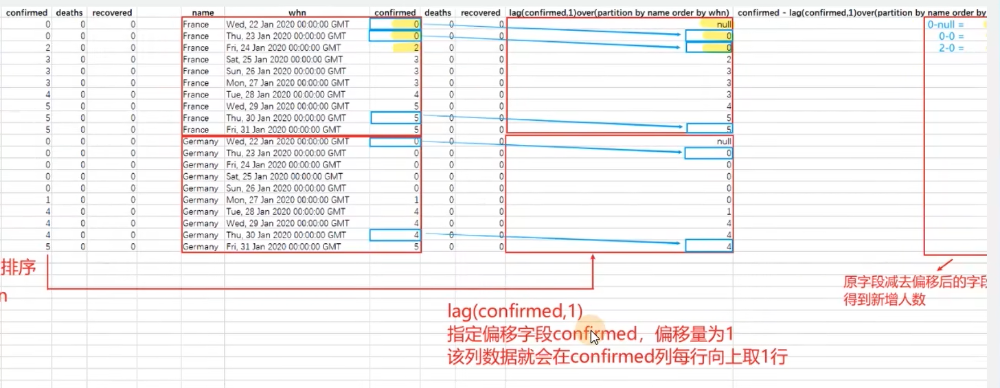 confirmed deaths recovered name whn confirmed deaths recovered lag(confirmed,1)over(partition by name order by whn) confirmed - lag(confirmed,1)over(partition by name order by
0 0 0 France Wed, 22 Jan 2020 00:00:00 GMT 0 0 0 null 0-null =
0 0 0 France Thu, 23 Jan 2020 00:00:00 GMT 0 0 0 0 0-0 =
2 0 0 France Fri, 24 Jan 2020 00:00:00 GMT 2 0 0 0 2-0 =
3 0 0 France Sat, 25 Jan 2020 00:00:00 GMT 3 0 0 2
3 0 0 France Sun, 26 Jan 2020 00:00:00 GMT 3 0 0 3
3 0 0 France Mon, 27 Jan 2020 00:00:00 GMT 3 0 0 3
4 0 0 France Tue, 28 Jan 2020 00:00:00 GMT 4 0 0 3
5 0 0 France Wed, 29 Jan 2020 00:00:00 GMT 5 0 0 4
5 0 0 France Thu, 30 Jan 2020 00:00:00 GMT 5 0 0 5
5 0 0 France Fri, 31 Jan 2020 00:00:00 GMT 5 0 0 5
0 0 0 Germany Wed, 22 Jan 2020 00:00:00 GMT 0 0 0 null
0 0 0 Germany Thu, 23 Jan 2020 00:00:00 GMT 0 0 0 0
0 0 0 Germany Fri, 24 Jan 2020 00:00:00 GMT 0 0 0 0
0 0 0 Germany Sat, 25 Jan 2020 00:00:00 GMT 0 0 0 0
0 0 0 Germany Sun, 26 Jan 2020 00:00:00 GMT 0 0 0 0
1 0 0 Germany Mon, 27 Jan 2020 00:00:00 GMT 1 0 0 0
4 0 0 Germany Tue, 28 Jan 2020 00:00:00 GMT 4 0 0 1
4 0 0 Germany Wed, 29 Jan 2020 00:00:00 GMT 4 0 0 4
4 0 0 Germany Thu, 30 Jan 2020 00:00:00 GMT 4 0 0 4
5 0 0 Germany Fri, 31 Jan 2020 00:00:00 GMT 5 0 0 4
排序
n
原字段减去偏移后的字段
得到新增人数
lag(confirmed,1)
指定偏移字段confirmed，偏移量为1
该列数据就会在confirmed列每行向上取1行